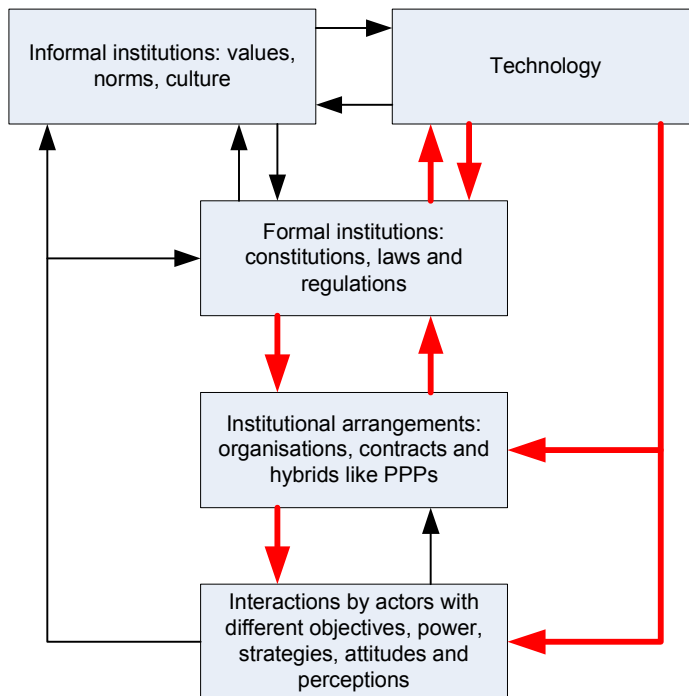 Informal institutions: values,
norms, culture
Technology
Formal institutions:
constitutions, laws and
regulations
Institutional arrangements:
organisations, contracts and
hybrids like PPPs
Interactions by actors with
different objectives, power,
strategies, attitudes and
perceptions